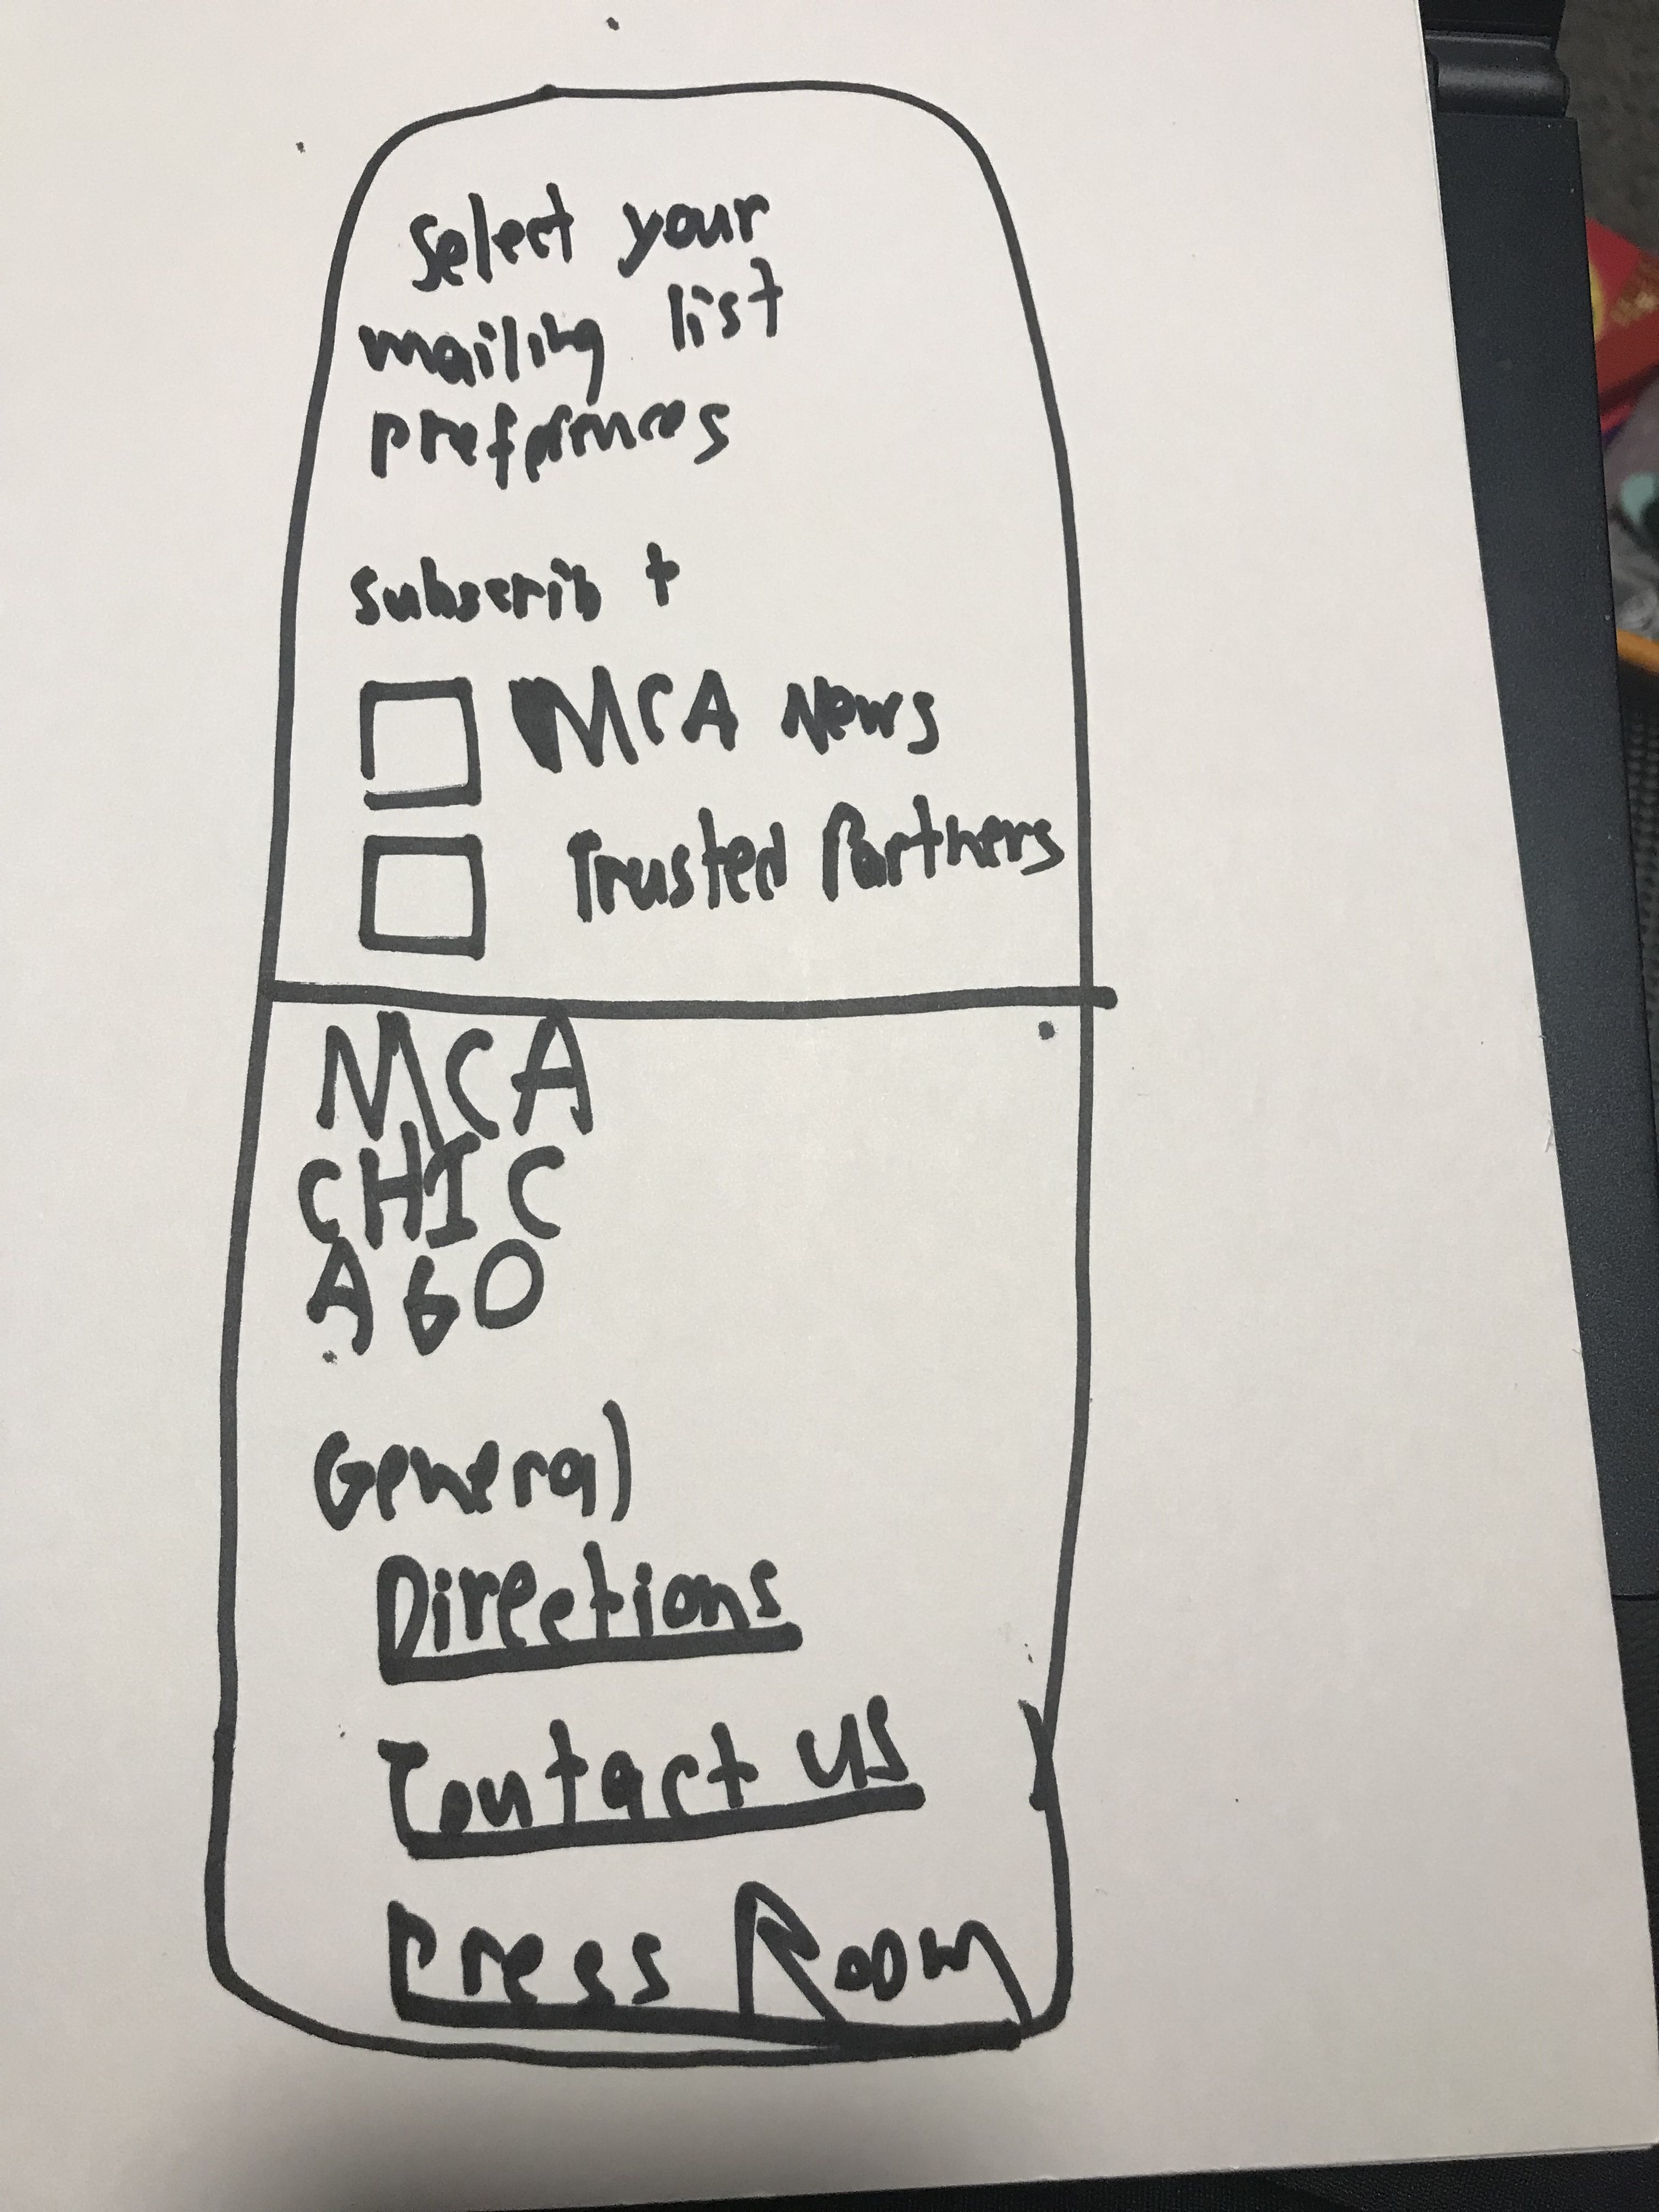 Select your
mailing list
preferences
Subscrib +
MCA News
Trusted Partners
MCA
CHIC
AGO
General
Directions
Contact us
Press Room